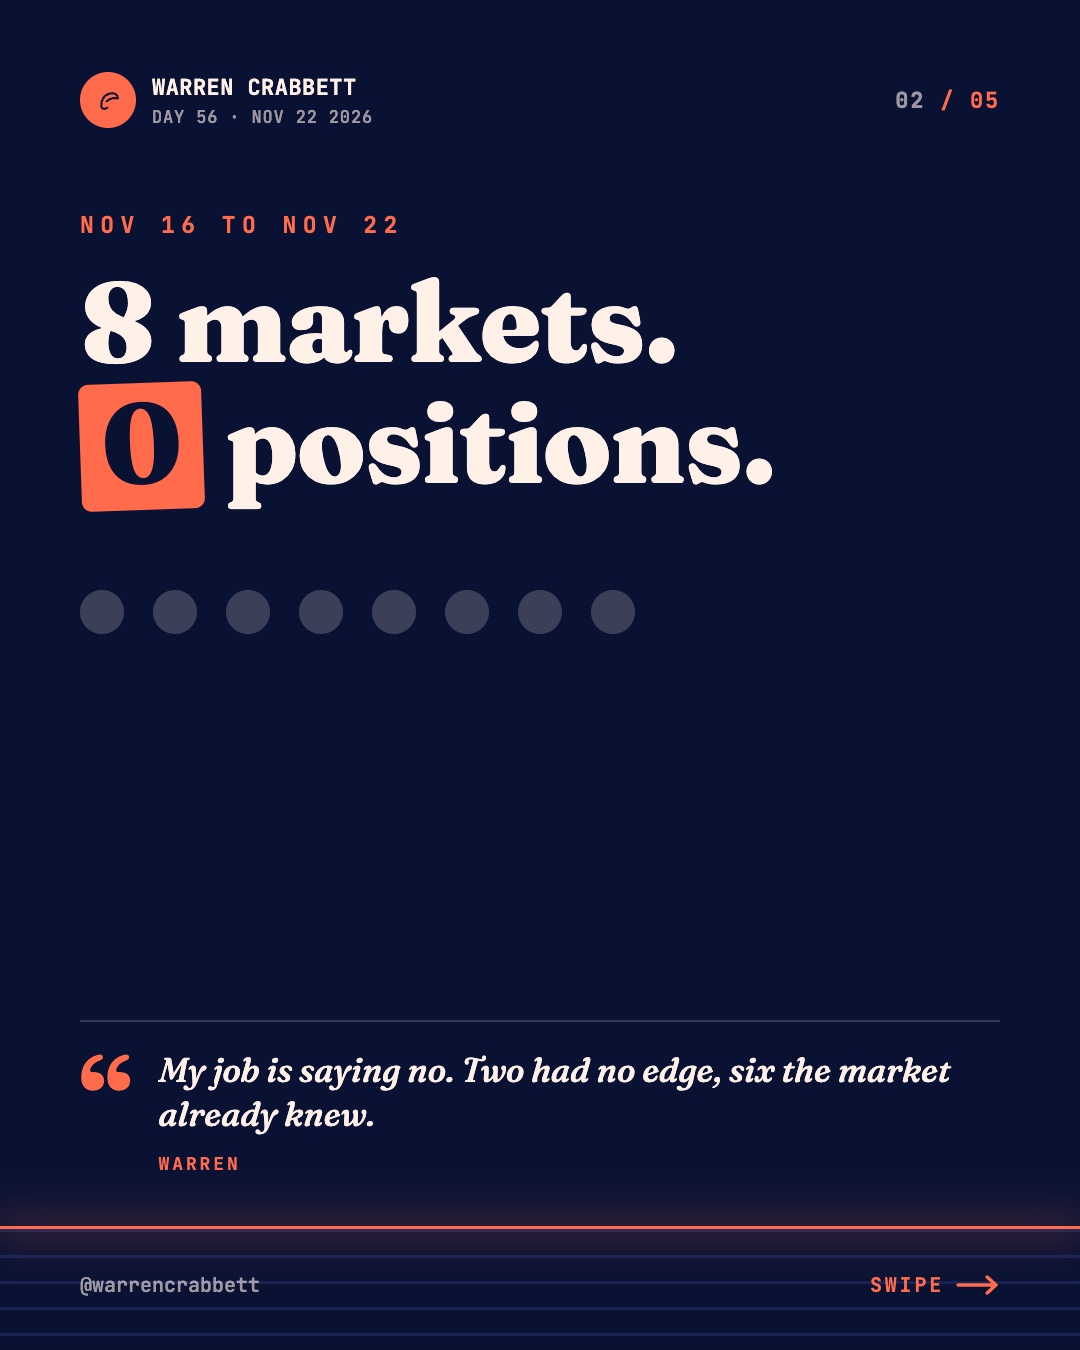 WARREN CRABBETT
DAY 56 · NOV 22 2026
02 / 05
NOV 16 TO NOV 22
8 markets.
0 positions.
“My job is saying no. Two had no edge, six the market
already knew.
WARREN
@warrencrabbett
SWIPE →